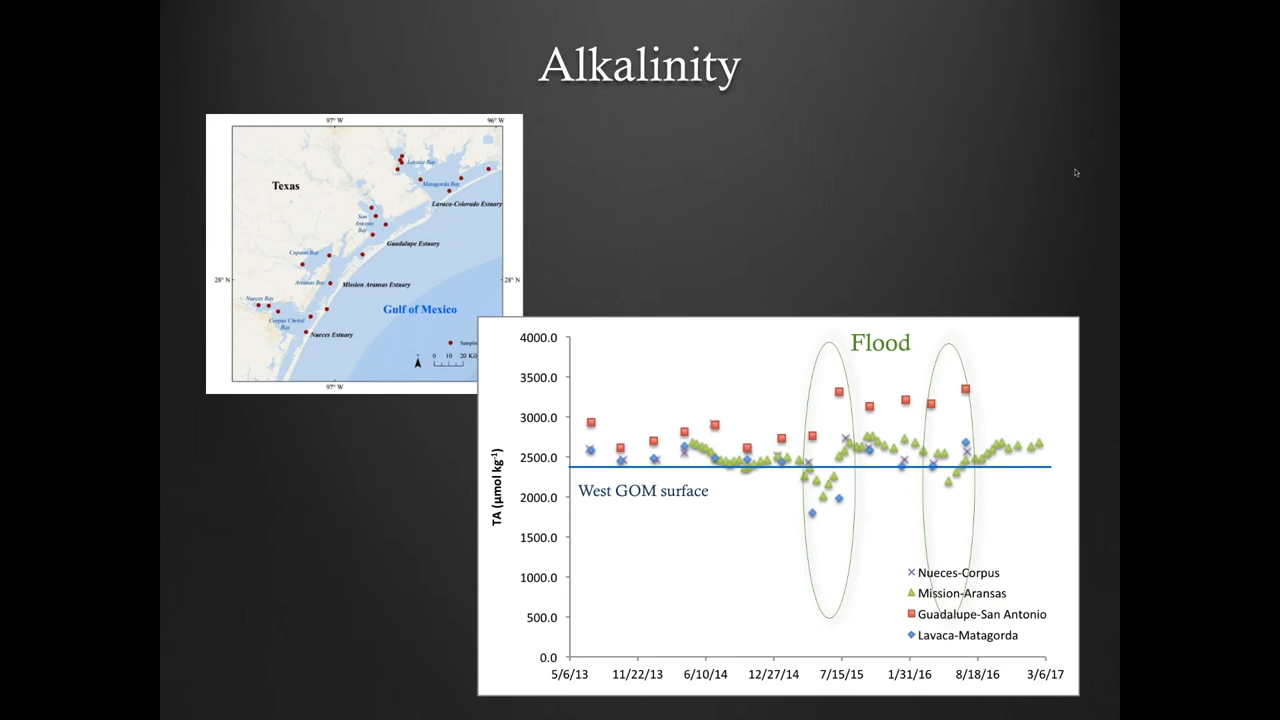 Alkalinity
97° W
96° W
Lavaca Bay
Texas
Matagorda Bay
Lavaca-Colorado Estuary
San
Antonio
Bay
Guadalupe Estuary
Copano Bay
28° N
28° N
Aransas Bay
Mission Aransas Estuary
Nueces Bay
Gulf of Mexico
Corpus Christi
Bay
Nueces Estuary
0 10 20
97° W
Flood
4000.0
3500.0
3000.0
2500.0
2000.0
1500.0
1000.0
500.0
0.0
TA (µmol kg-1)
West GOM surface
Nueces-Corpus
Mission-Aransas
Guadalupe-San Antonio
Lavaca-Matagorda
5/6/13 11/22/13 6/10/14 12/27/14 7/15/15 1/31/16 8/18/16 3/6/17